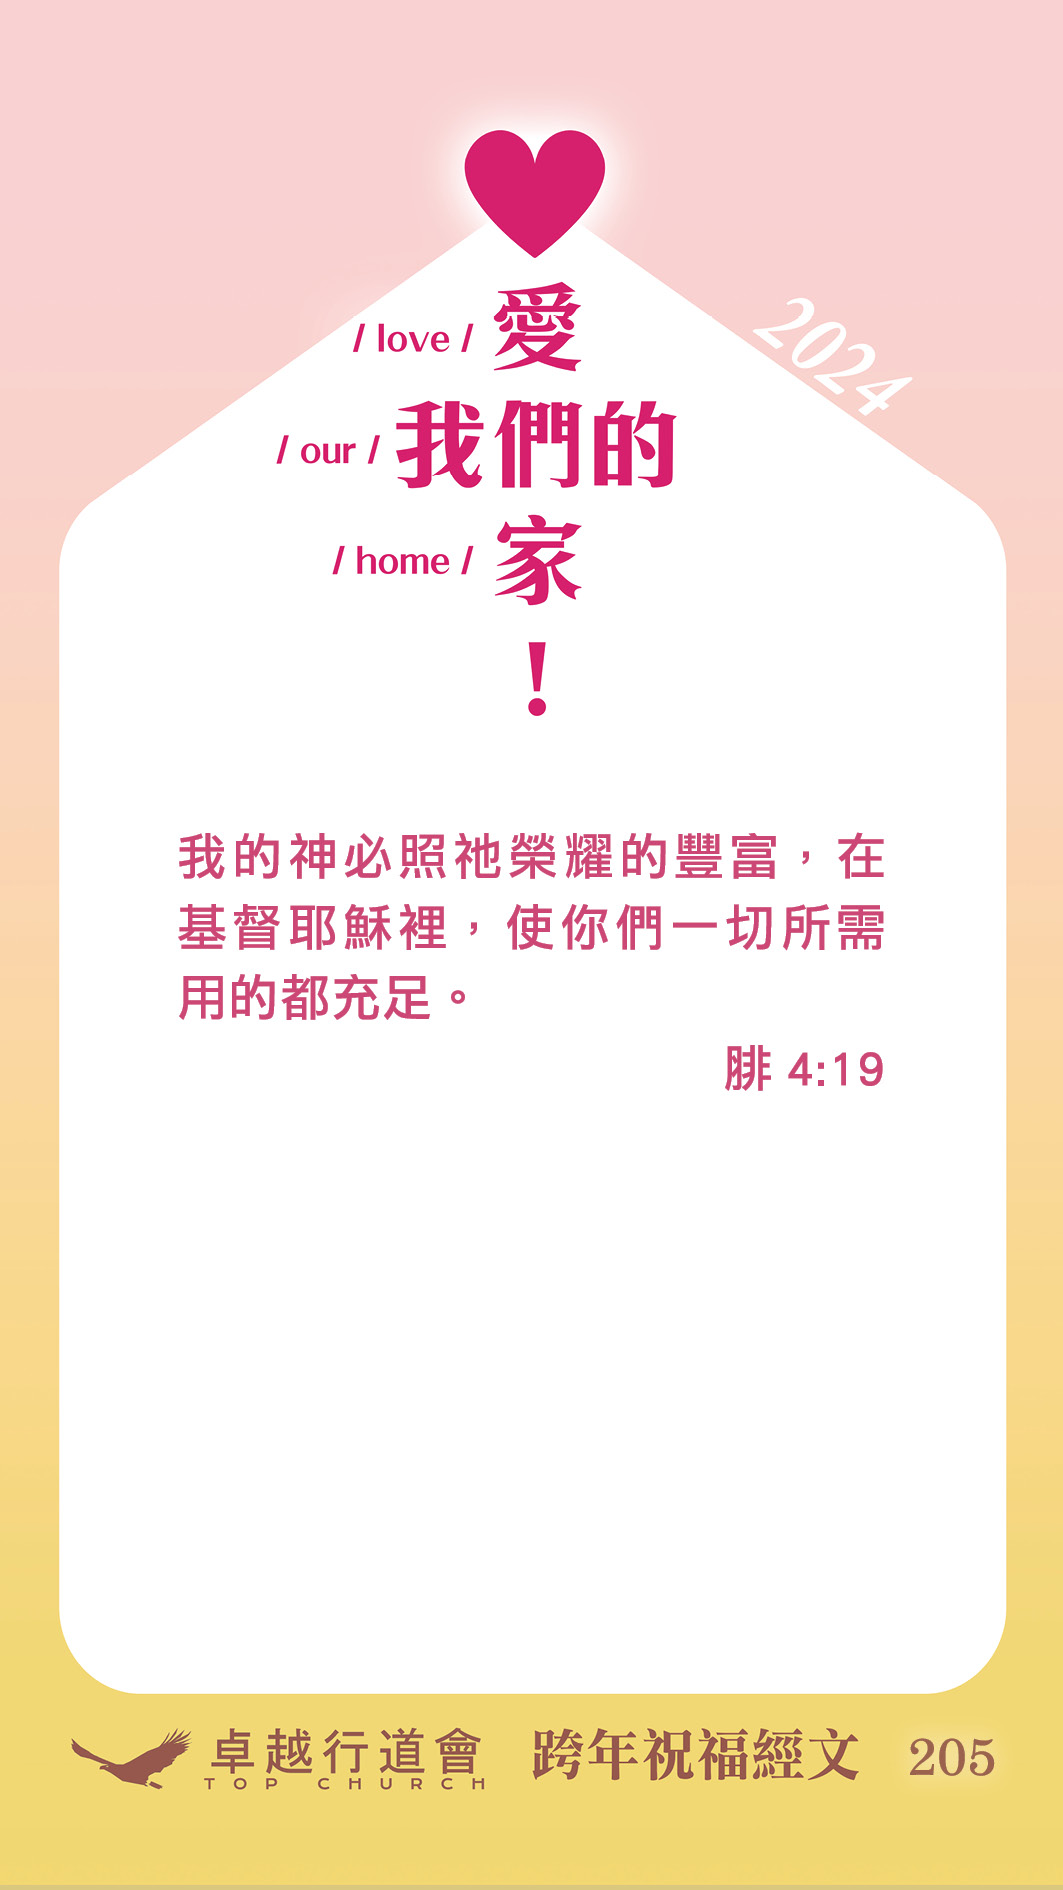 / love / 愛
2024
/ our / 我們的
/ home / 家
！
我的神必照祂榮耀的豐富，在
基督耶穌裡，使你們一切所需
用的都充足。
腓 4:19
卓越行道會 跨年祝福經文 205
TOP CHURCH